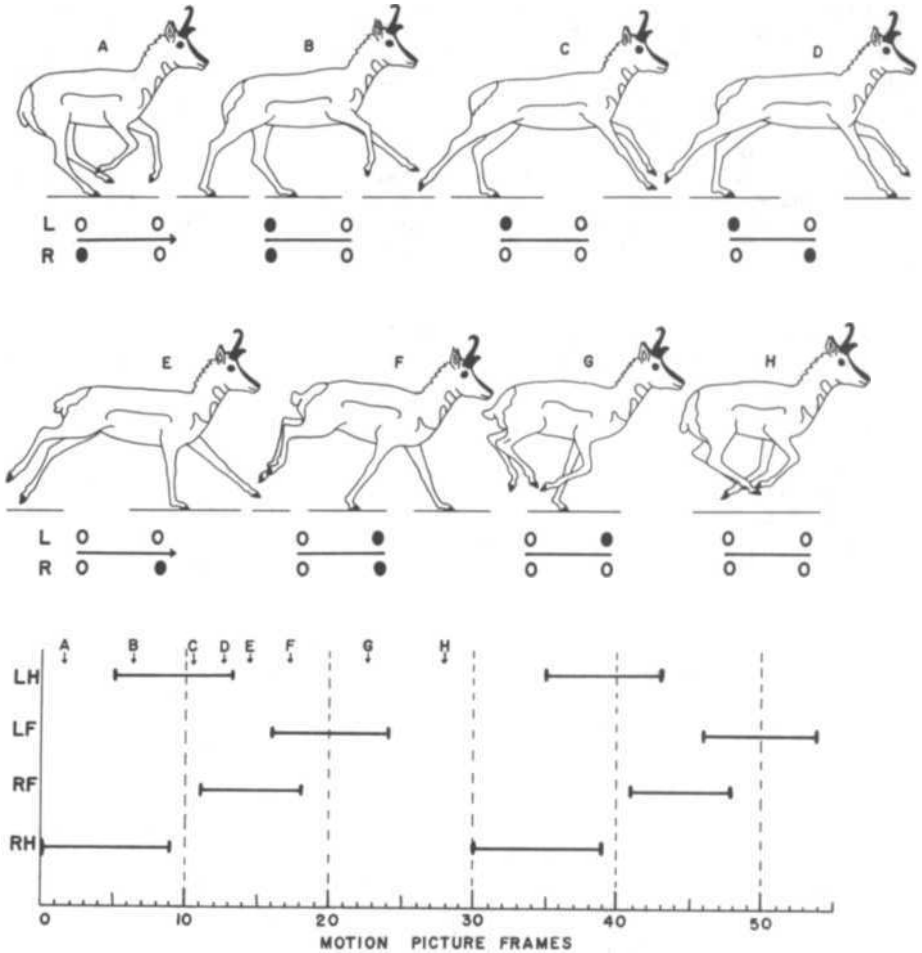 A B C D
L O O ● O ● O ● O
R ● O ● O O O O ●
E F G H
L O O O ● O ● O O
R O ● O ● O O O O
A B C D E F G H
LH
LF
RF
RH
0 10 20 30 40 50
MOTION PICTURE FRAMES